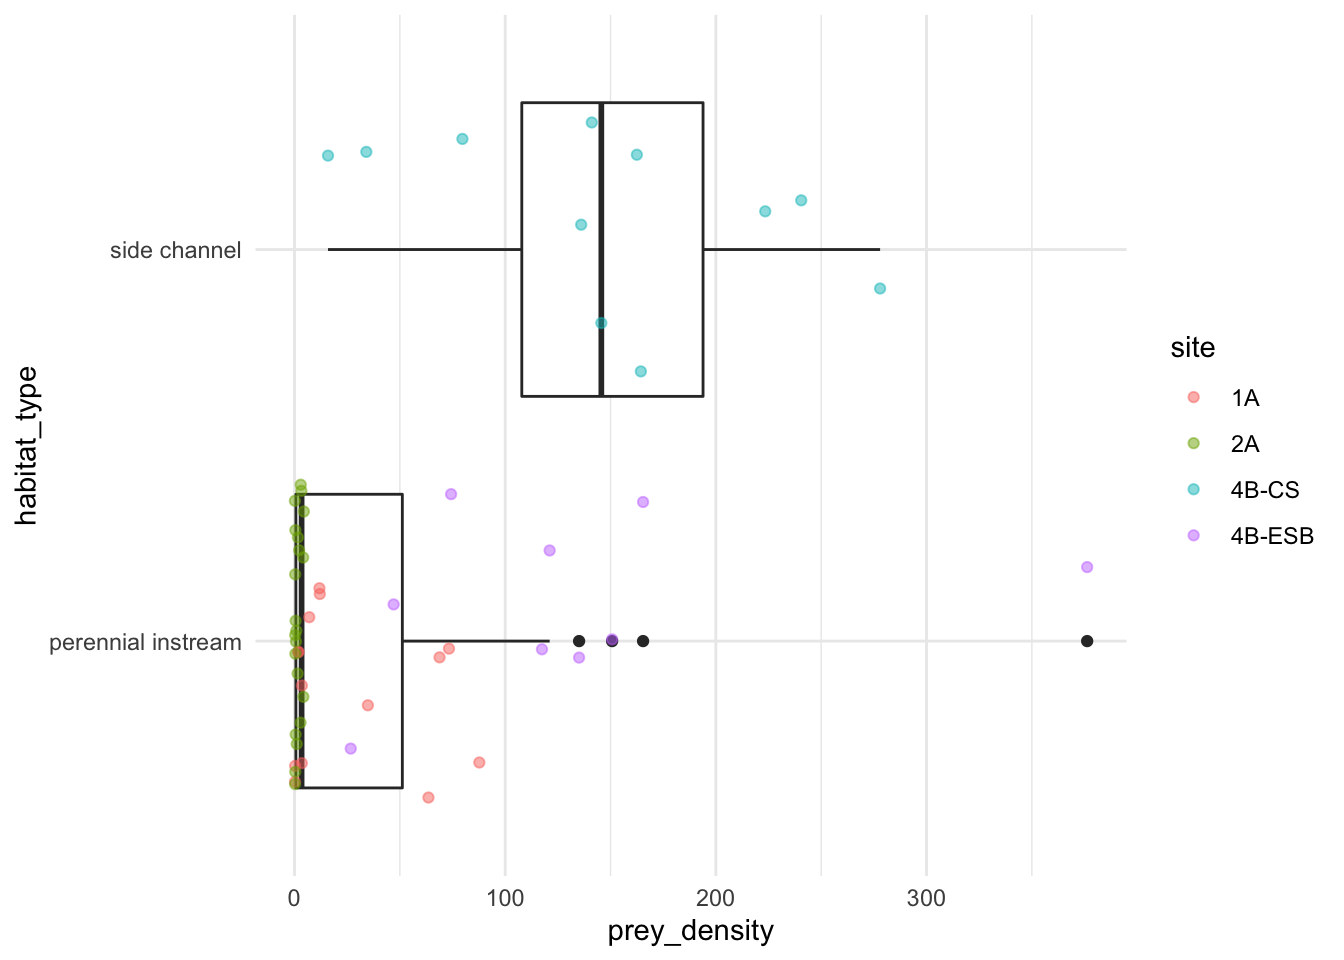 habitat_type
side channel
perennial instream
0 100 200 300
prey_density
site
1A
2A
4B-CS
4B-ESB